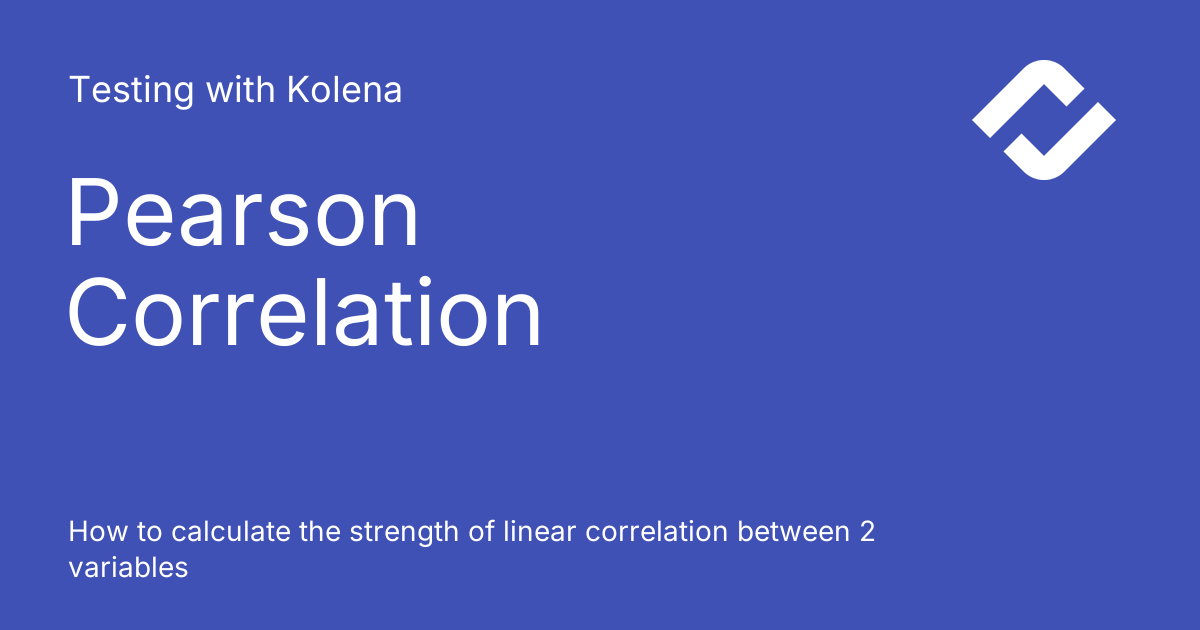 Testing with Kolena
Pearson
Correlation
How to calculate the strength of linear correlation between 2
variables